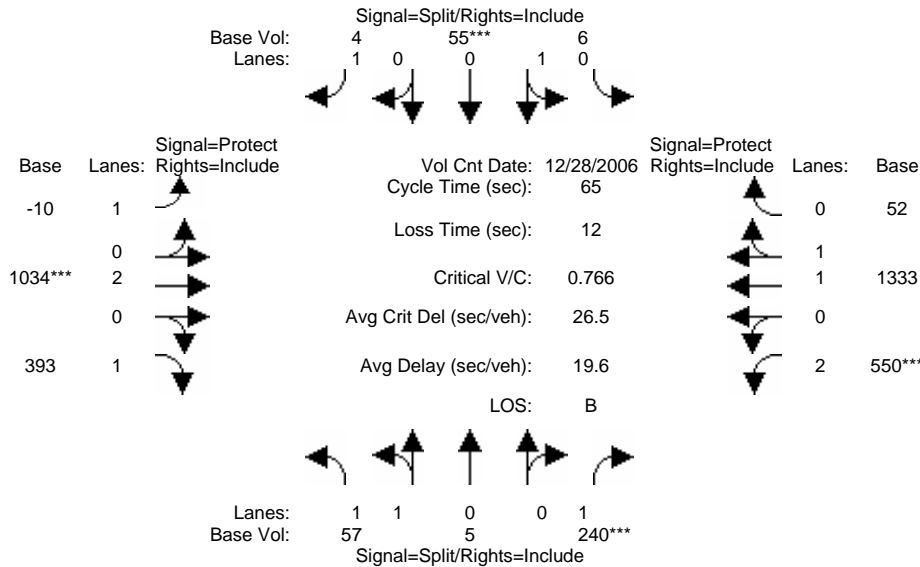 Signal=Split/Rights=Include
Base Vol: 4 55*** 6
Lanes: 1 0 0 1 0
Signal=Protect Signal=Protect
Base Lanes: Rights=Include Vol Cnt Date: 12/28/2006 Rights=Include Lanes: Base
Cycle Time (sec): 65
-10 1 0 52
Loss Time (sec): 12
0 1
1034*** 2 Critical V/C: 0.766 1 1333
0 Avg Crit Del (sec/veh): 26.5 0
393 1 Avg Delay (sec/veh): 19.6 2 550***
LOS: B
Lanes: 1 1 0 0 1
Base Vol: 57 5 240***
Signal=Split/Rights=Include